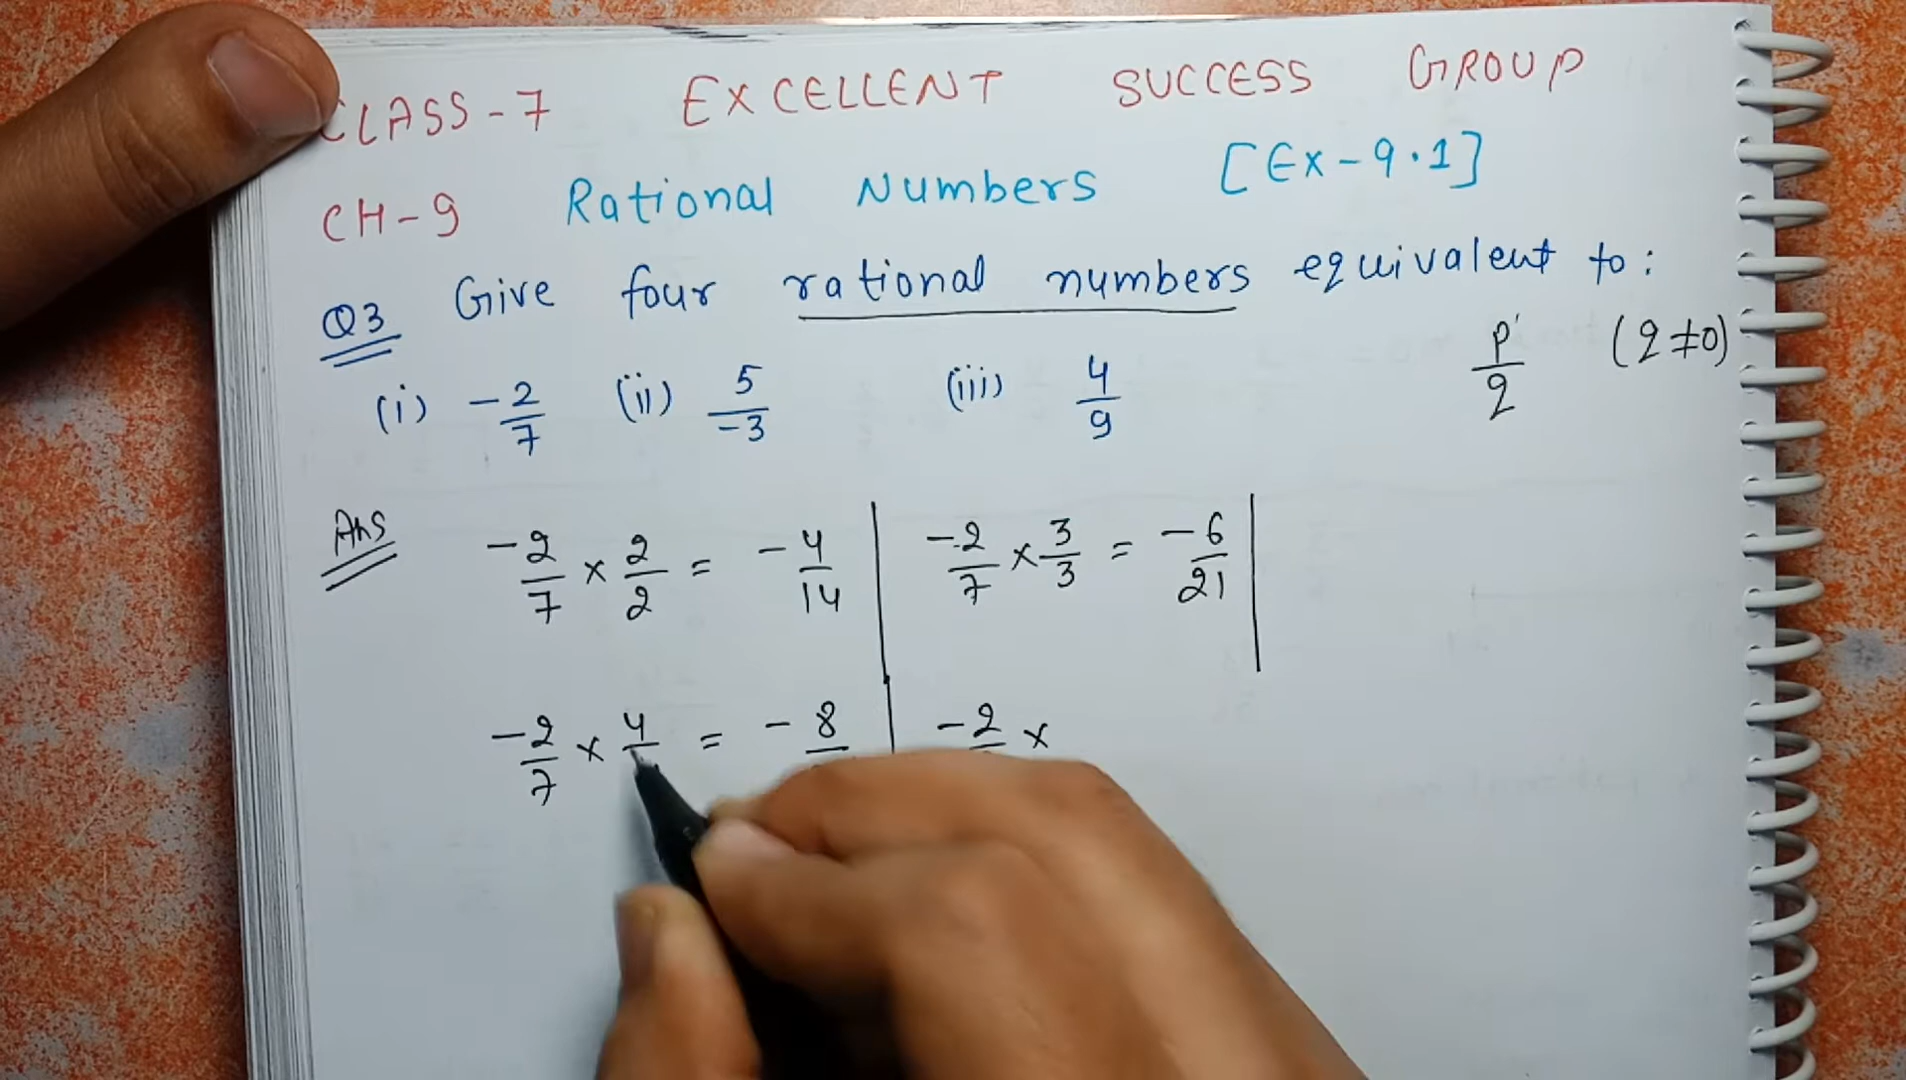 CLASS-7 EXCELLENT SUCCESS GROUP
CH-9 Rational Numbers [Ex-9.1]
Q3 Give four rational numbers equivalent to:
p/q (q≠0)
(i) -2/7 (ii) 5/-3 (iii) 4/9
Ans -2/7 × 2/2 = -4/14 | -2/7 × 3/3 = -6/21
-2/7 × 4 = -8 | -2 ×